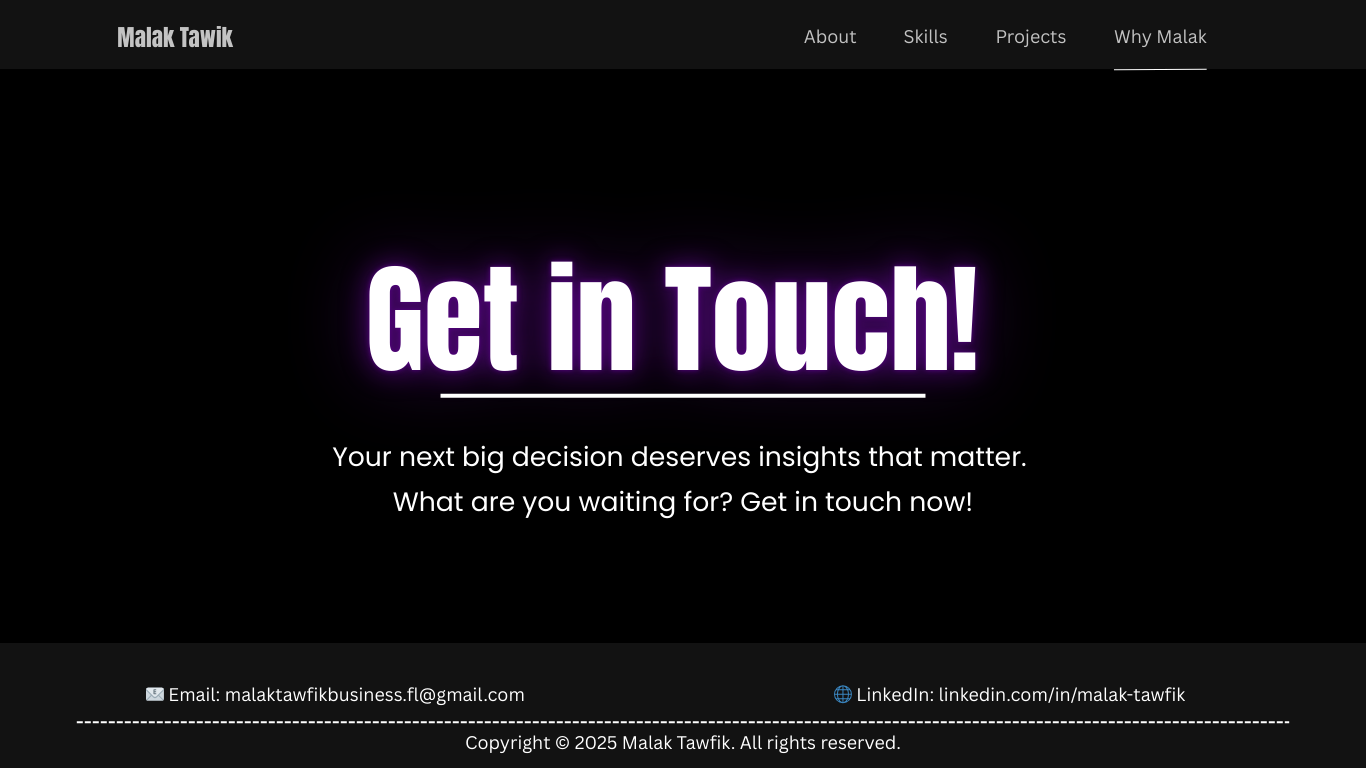 Malak Tawik
About Skills Projects Why Malak
Get in Touch!
Your next big decision deserves insights that matter.
What are you waiting for? Get in touch now!
Email: malaktawfikbusiness.fl@gmail.com
LinkedIn: linkedin.com/in/malak-tawfik
Copyright © 2025 Malak Tawfik. All rights reserved.